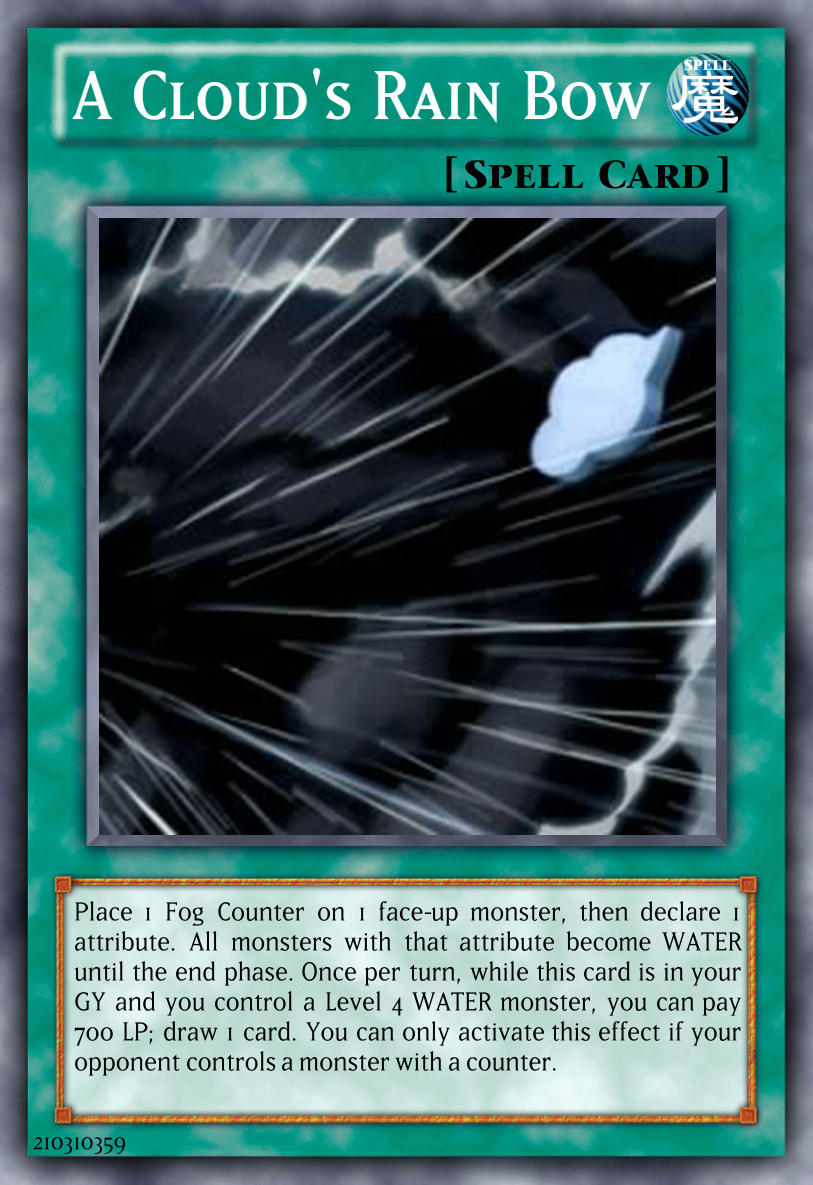 A Cloud's Rain Bow
SPELL
魔
[Spell Card]
Place 1 Fog Counter on 1 face-up monster, then declare 1
attribute. All monsters with that attribute become WATER
until the end phase. Once per turn, while this card is in your
GY and you control a Level 4 WATER monster, you can pay
700 LP; draw 1 card. You can only activate this effect if your
opponent controls a monster with a counter.
210310359